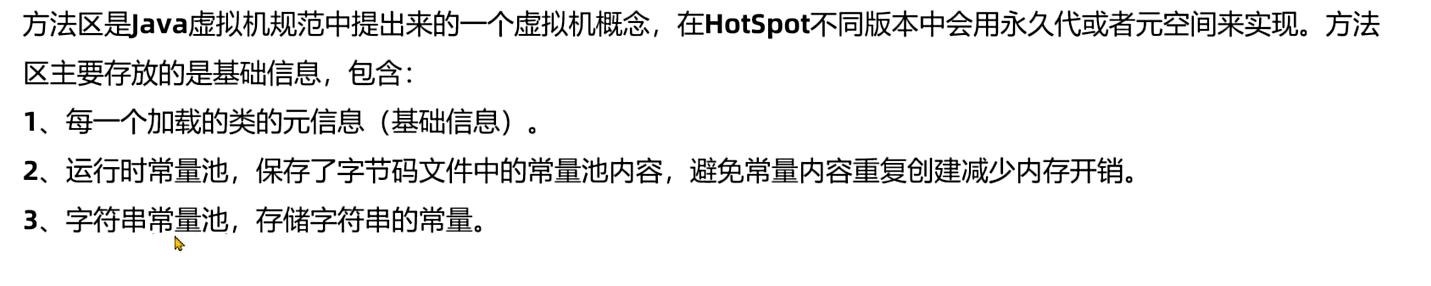 方法区是Java虚拟机规范中提出来的一个虚拟机概念，在HotSpot不同版本中会用永久代或者元空间来实现。方法
区主要存放的是基础信息，包含：
1、每一个加载的类的元信息（基础信息）。
2、运行时常量池，保存了字节码文件中的常量池内容，避免常量内容重复创建减少内存开销。
3、字符串常量池，存储字符串的常量。